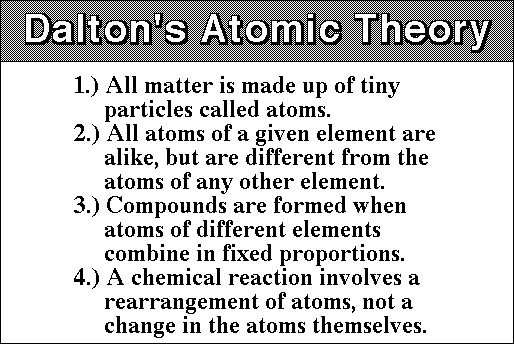 Dalton's Atomic Theory
1.) All matter is made up of tiny
particles called atoms.
2.) All atoms of a given element are
alike, but are different from the
atoms of any other element.
3.) Compounds are formed when
atoms of different elements
combine in fixed proportions.
4.) A chemical reaction involves a
rearrangement of atoms, not a
change in the atoms themselves.